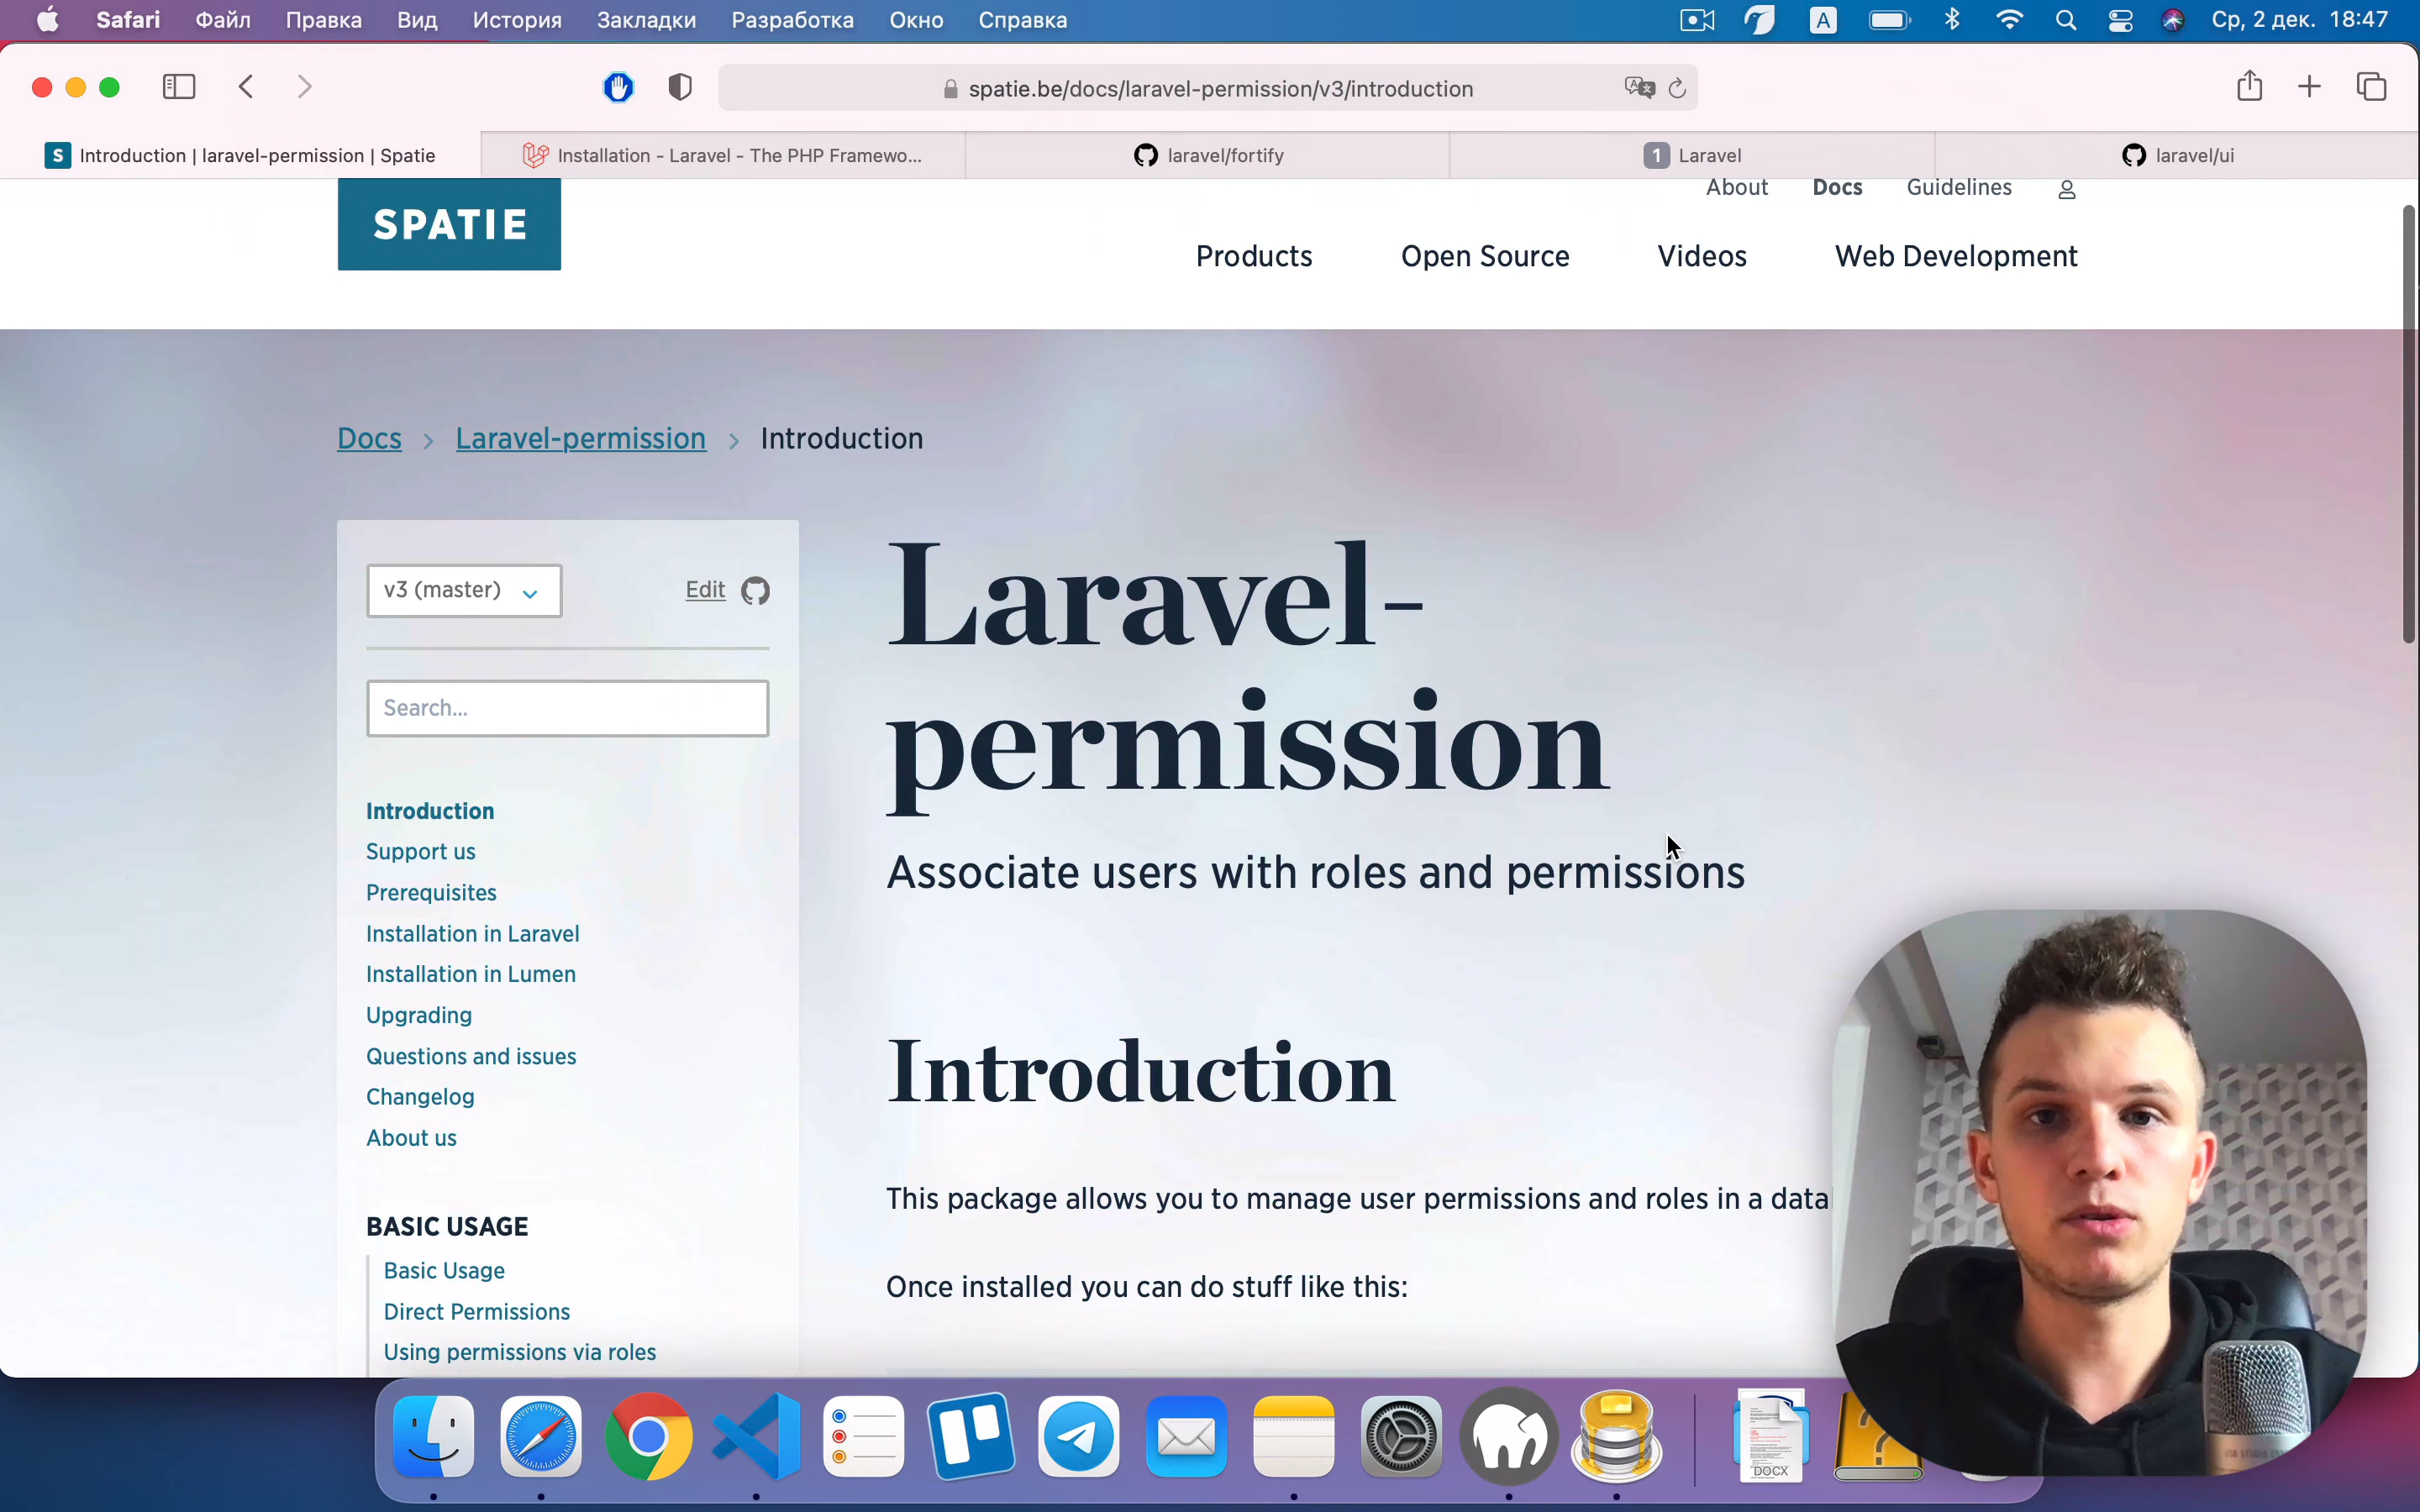 Safari Файл Правка Вид История Закладки Разработка Окно Справка A Ср, 2 дек. 18:47
spatie.be/docs/laravel-permission/v3/introduction
S Introduction | laravel-permission | Spatie Installation - Laravel - The PHP Framewo... laravel/fortify 1 Laravel laravel/ui
About Docs Guidelines
SPATIE
Products Open Source Videos Web Development
Docs > Laravel-permission > Introduction
v3 (master) Edit
Search...
Introduction
Support us
Prerequisites
Installation in Laravel
Installation in Lumen
Upgrading
Questions and issues
Changelog
About us
BASIC USAGE
Basic Usage
Direct Permissions
Using permissions via roles
Laravel-
permission
Associate users with roles and permissions
Introduction
This package allows you to manage user permissions and roles in a data
Once installed you can do stuff like this:
DOCX